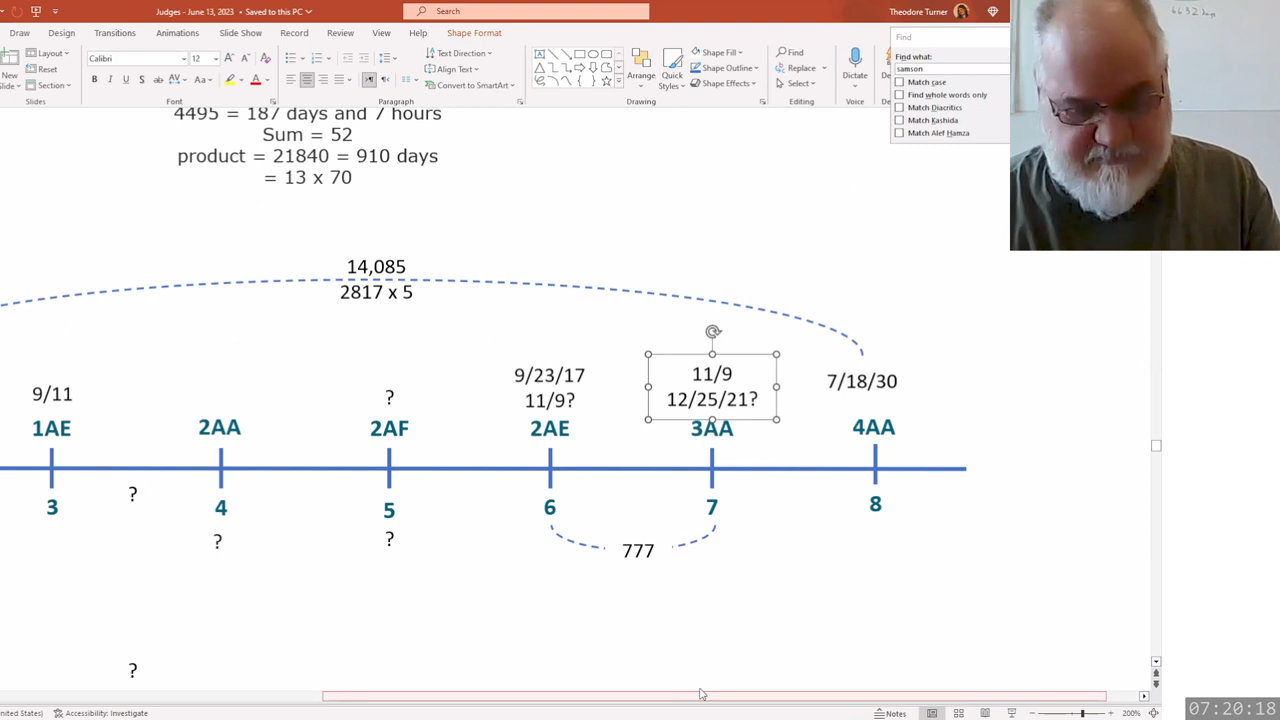 Judges - June 13, 2023 • Saved to this PC
Search
Theodore Turner
Draw
Design
Transitions
Animations
Slide Show
Record
Review
View
Help
Shape Format
New
Slides
Layout
Reset
Section
Slides
Calibri
12
Font
Paragraph
Text Direction
Align Text
Convert to SmartArt
Arrange
Quick
Styles
Shape Fill
Shape Outline
Shape Effects
Drawing
Find
Replace
Select
Editing
Dictate
Voice
Find
Find what:
samson
Match case
Find whole words only
Match Diacritics
Match Kashida
Match Alef Hamza
6632 days
4495 = 187 days and 7 hours
Sum = 52
product = 21840 = 910 days
= 13 x 70
14,085
2817 x 5
9/11
?
9/23/17
11/9?
11/9
12/25/21?
7/18/30
1AE
2AA
2AF
2AE
3AA
4AA
3
?
4
5
6
7
8
?
?
777
?
Accessibility: Investigate
Notes
200%
07:20:18